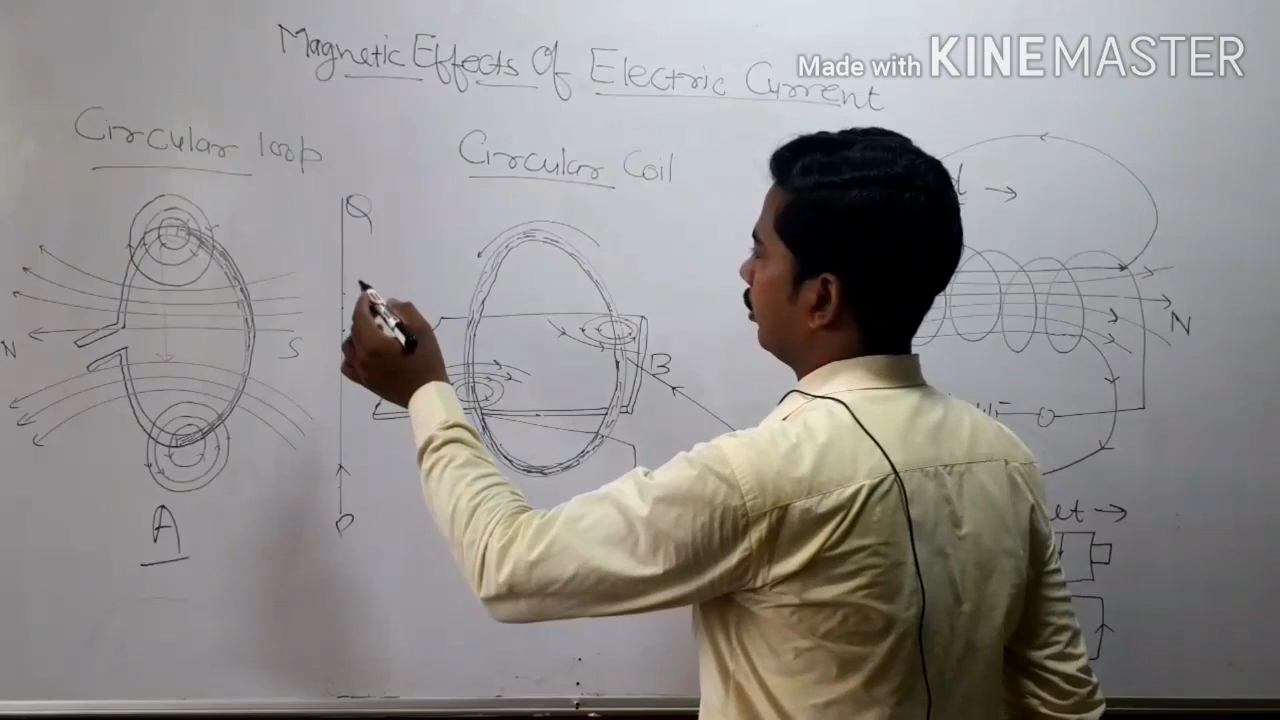 Made with KINEMASTER
Magnetic Effects Of Electric Current
Circular loop
Circular Coil
Q
N
S
B
N
P
A